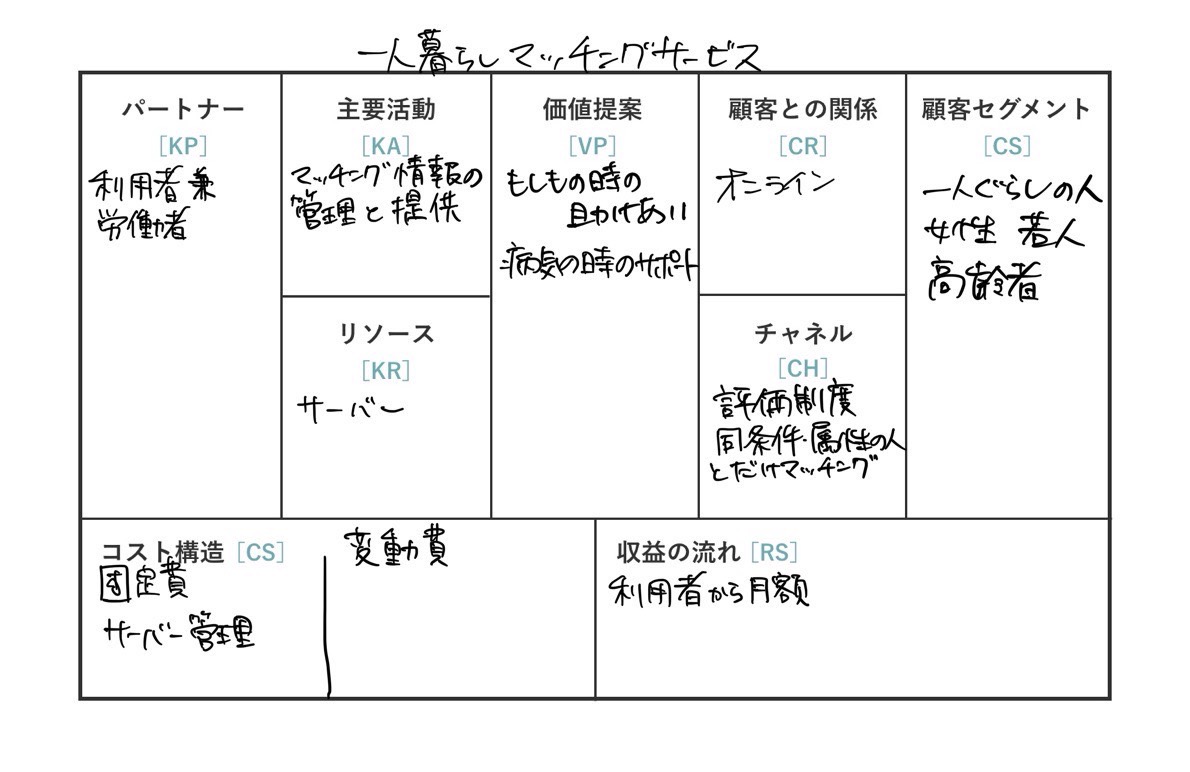 一人暮らしマッチングサービス
パートナー
[KP]
利用者兼
労働者
主要活動
[KA]
マッチング情報の
管理と提供
リソース
[KR]
サーバー
価値提案
[VP]
もしもの時の
助けあい
病気の時のサポート
顧客との関係
[CR]
オンライン
チャネル
[CH]
評価制度
同条件・属性の人
とだけマッチング
顧客セグメント
[CS]
一人ぐらしの人
女性 若人
高齢者
コスト構造 [CS]
固定費
サーバー管理
変動費
収益の流れ [RS]
利用者から月額